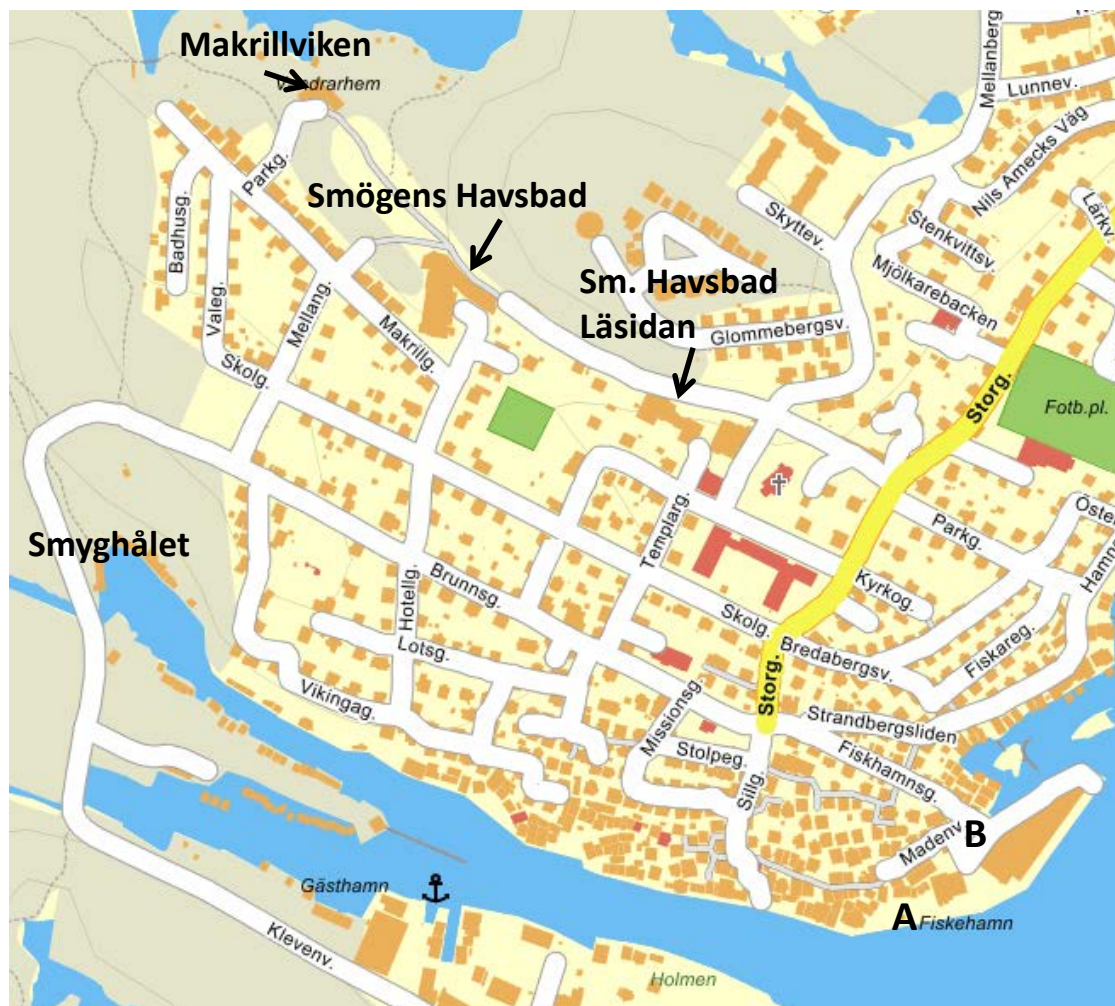 Makrillviken
Mellanberg
Lunnev.
Nils Amecks Väg
Parkg.
Smögens Havsbad
Skyttev.
Stenkvittsv.
Lärkv.
Badhusg.
Valeg.
Mellang.
Sm. Havsbad
Läsidan
Mjölkarebacken
Makrillg.
Glommebergsv.
Skolg.
Storg.
Fotb.pl.
Smyghålet
Templarg.
Parkg.
Öste
Hamn
Brunnsg.
Hotellg.
Kyrkog.
Skolg.
Bredabergsv.
Fiskareg.
Lotsg.
Vikingag.
Missionsg.
Storg.
Strandbergsliden
Stolpeg.
Fiskhamnsg.
Sillg.
Madenv.
B
Gästhamn
A
Fiskehamn
Klevenv.
Holmen